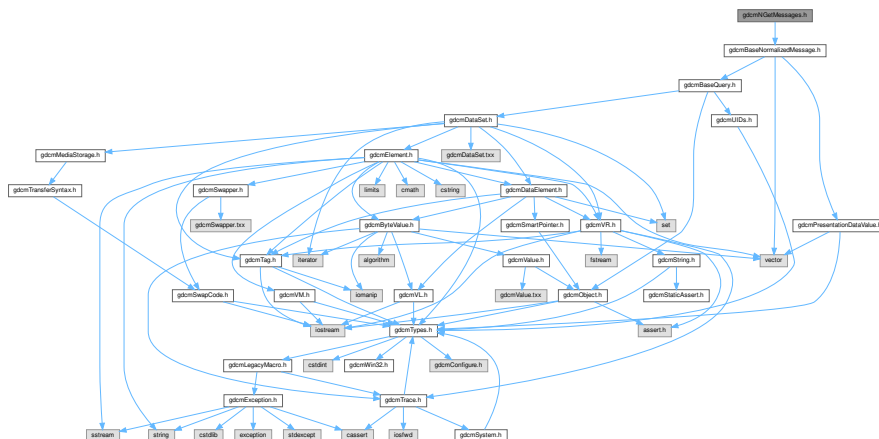 gdcmNGetMessages.h
gdcmBaseNormalizedMessage.h
gdcmBaseQuery.h
gdcmDataSet.h
gdcmUIDs.h
gdcmMediaStorage.h
gdcmElement.h
gdcmDataSet.txx
gdcmTransferSyntax.h
gdcmSwapper.h
limits
cmath
cstring
gdcmDataElement.h
gdcmSwapper.txx
gdcmByteValue.h
gdcmSmartPointer.h
gdcmVR.h
set
gdcmPresentationDataValue.h
gdcmTag.h
iterator
algorithm
gdcmValue.h
fstream
gdcmString.h
vector
gdcmSwapCode.h
gdcmVM.h
iomanip
gdcmVL.h
gdcmValue.txx
gdcmObject.h
gdcmStaticAssert.h
iostream
gdcmTypes.h
assert.h
gdcmLegacyMacro.h
cstdint
gdcmWin32.h
gdcmConfigure.h
gdcmException.h
gdcmTrace.h
sstream
string
cstdlib
exception
stdexcept
cassert
iosfwd
gdcmSystem.h